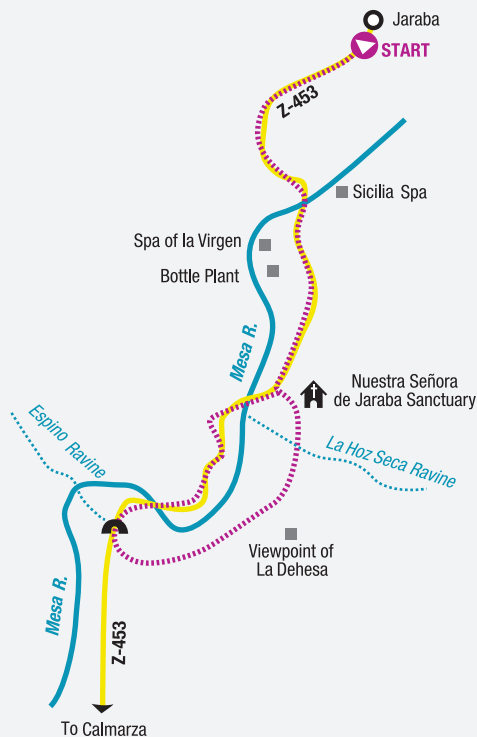 Jaraba
START
Z-453
Sicilia Spa
Spa of la Virgen
Bottle Plant
Mesa R.
Nuestra Señora
de Jaraba Sanctuary
Espino Ravine
La Hoz Seca Ravine
Viewpoint of
La Dehesa
Mesa R.
Z-453
To Calmarza